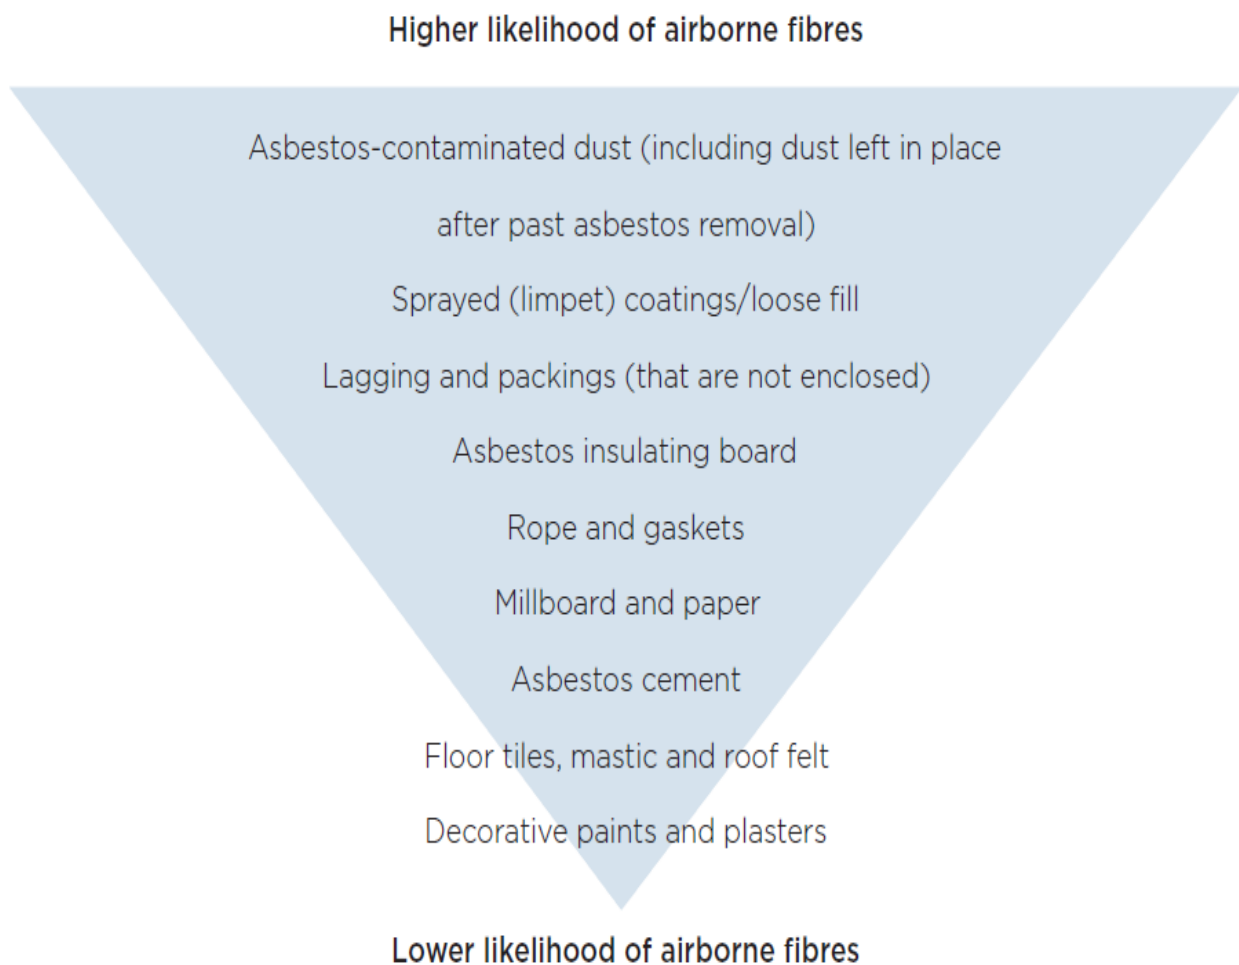 Higher likelihood of airborne fibres
Asbestos-contaminated dust (including dust left in place
after past asbestos removal)
Sprayed (limpet) coatings/loose fill
Lagging and packings (that are not enclosed)
Asbestos insulating board
Rope and gaskets
Millboard and paper
Asbestos cement
Floor tiles, mastic and roof felt
Decorative paints and plasters
Lower likelihood of airborne fibres